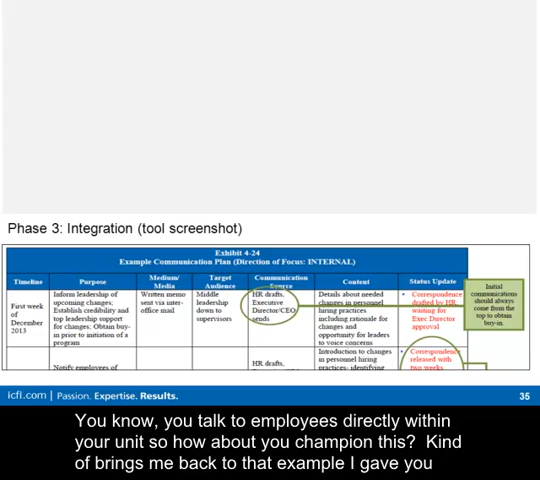 Phase 3: Integration (tool screenshot)
Exhibit 4-24
Example Communication Plan (Direction of Focus: INTERNAL)
Timeline
Purpose
Medium/
Media
Target
Audience
Communication
Source
Content
Status Update
First week
of
December
2013
Inform leadership of
upcoming changes;
Establish credibility and
top leadership support
for changes; Obtain buy-
in prior to initiation of a
program
Written memo
sent via inter-
office mail
Middle
leadership
down to
supervisors
HR drafts,
Executive
Director/CEO
sends
Details about needed
changes in personnel
hiring practices
including rationale for
changes and
opportunity for leaders
to voice concerns
• Correspondence
drafted by HR
waiting for
Exec Director
approval
Initial
communications
should always
come from the
top to obtain
buy-in.
Notify employees of
HR drafts,
Introduction to changes
in personnel hiring
practices- identifying
• Correspondence
released with
two weeks
icfi.com | Passion. Expertise. Results.
35
You know, you talk to employees directly within
your unit so how about you champion this? Kind
of brings me back to that example I gave you